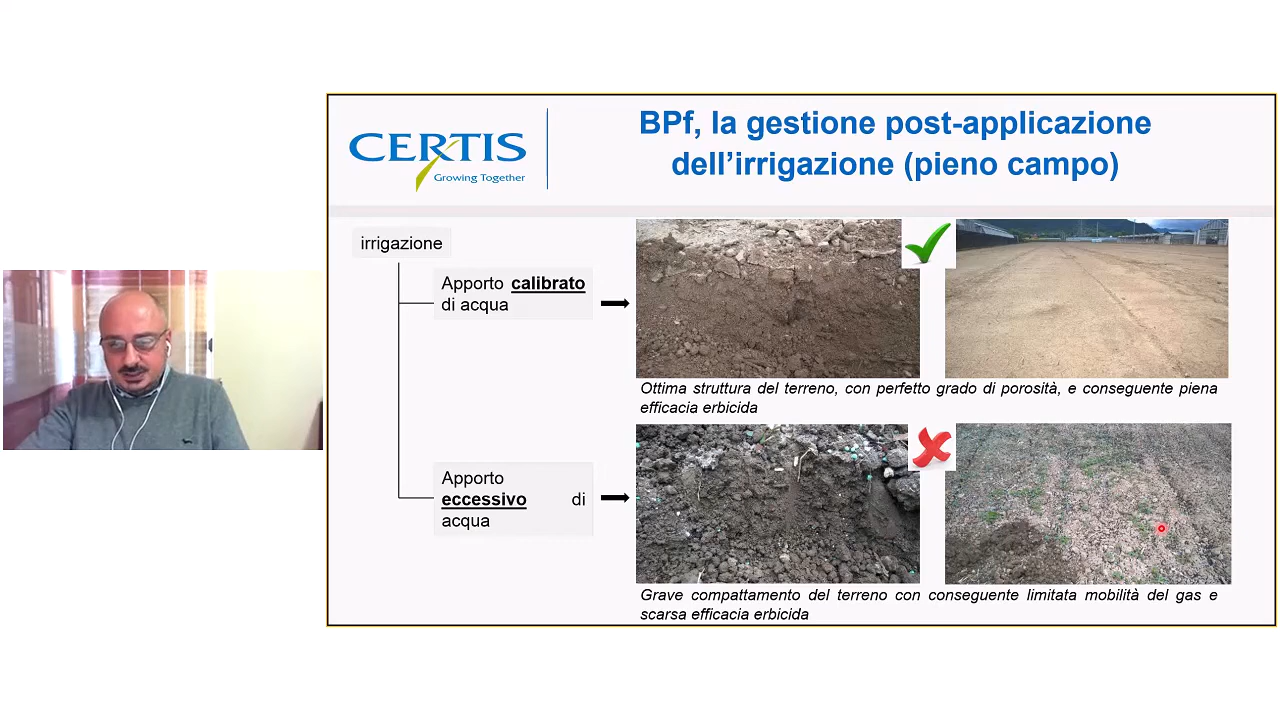 CERTIS
Growing Together
BPf, la gestione post-applicazione
dell’irrigazione (pieno campo)
irrigazione
Apporto calibrato
di acqua
Ottima struttura del terreno, con perfetto grado di porosità, e conseguente piena
efficacia erbicida
Apporto
eccessivo di
acqua
Grave compattamento del terreno con conseguente limitata mobilità del gas e
scarsa efficacia erbicida